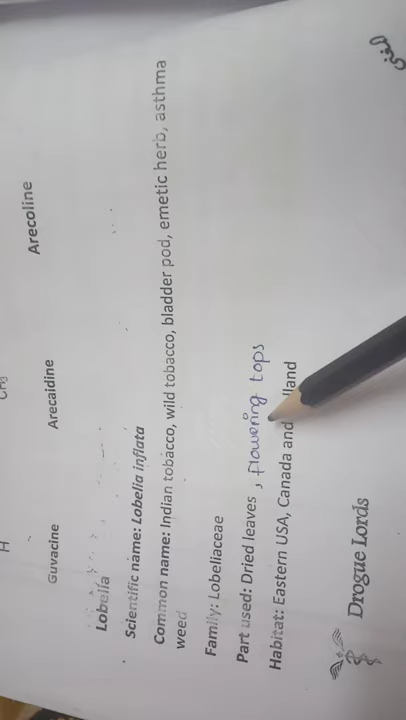 H
CH3
Guvacine
Arecaidine
Arecoline
Lobelia
Scientific name: Lobelia inflata
Common name: Indian tobacco, wild tobacco, bladder pod, emetic herb, asthma
weed
Family: Lobeliaceae
Part used: Dried leaves , flowering tops
Habitat: Eastern USA, Canada and
Drogue Lords